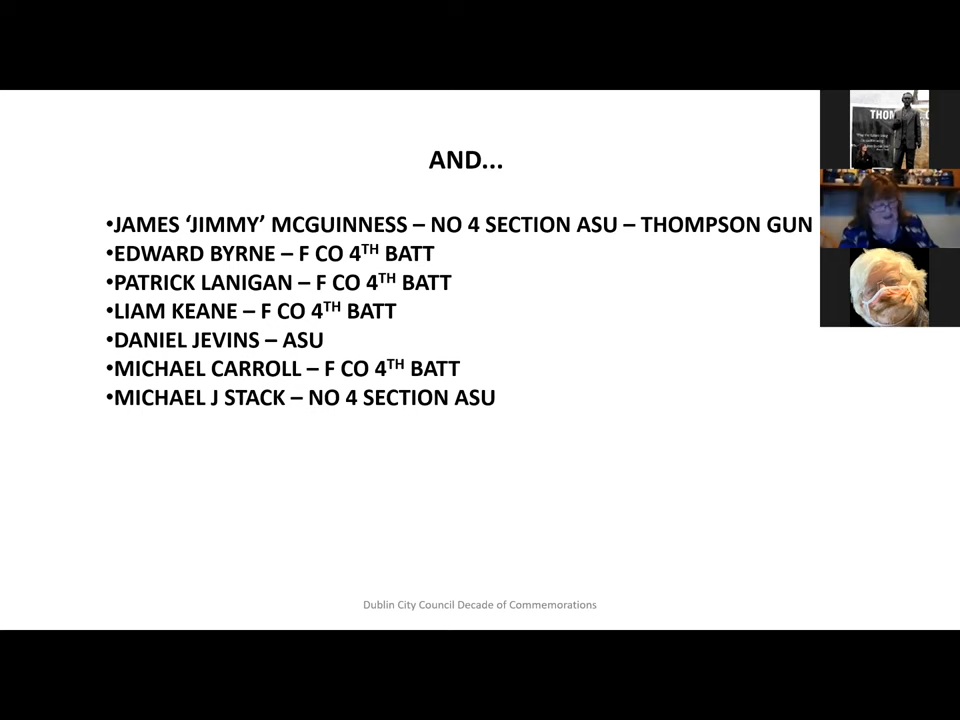 AND...
•JAMES ‘JIMMY’ MCGUINNESS – NO 4 SECTION ASU – THOMPSON GUN
•EDWARD BYRNE – F CO 4TH BATT
•PATRICK LANIGAN – F CO 4TH BATT
•LIAM KEANE – F CO 4TH BATT
•DANIEL JEVINS – ASU
•MICHAEL CARROLL – F CO 4TH BATT
•MICHAEL J STACK – NO 4 SECTION ASU
Dublin City Council Decade of Commemorations